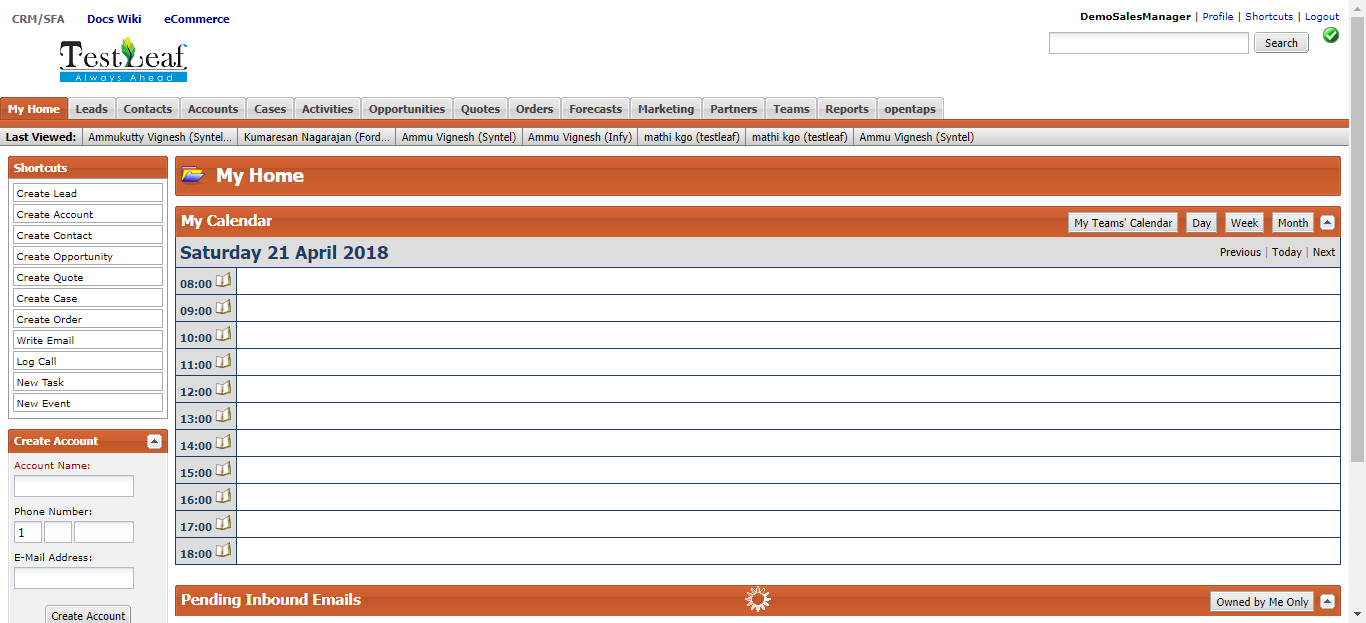 CRM/SFA Docs Wiki eCommerce
DemoSalesManager | Profile | Shortcuts | Logout
Search
TestLeaf
Always Ahead
My Home Leads Contacts Accounts Cases Activities Opportunities Quotes Orders Forecasts Marketing Partners Teams Reports opentaps
Last Viewed: Ammukutty Vignesh (Syntel... Kumaresan Nagarajan (Ford... Ammu Vignesh (Syntel) Ammu Vignesh (Infy) mathi kgo (testleaf) mathi kgo (testleaf) Ammu Vignesh (Syntel)
Shortcuts
Create Lead
Create Account
Create Contact
Create Opportunity
Create Quote
Create Case
Create Order
Write Email
Log Call
New Task
New Event
Create Account
Account Name:
Phone Number:
1
E-Mail Address:
Create Account
My Home
My Calendar
My Teams' Calendar Day Week Month
Saturday 21 April 2018
Previous | Today | Next
08:00
09:00
10:00
11:00
12:00
13:00
14:00
15:00
16:00
17:00
18:00
Pending Inbound Emails
Owned by Me Only